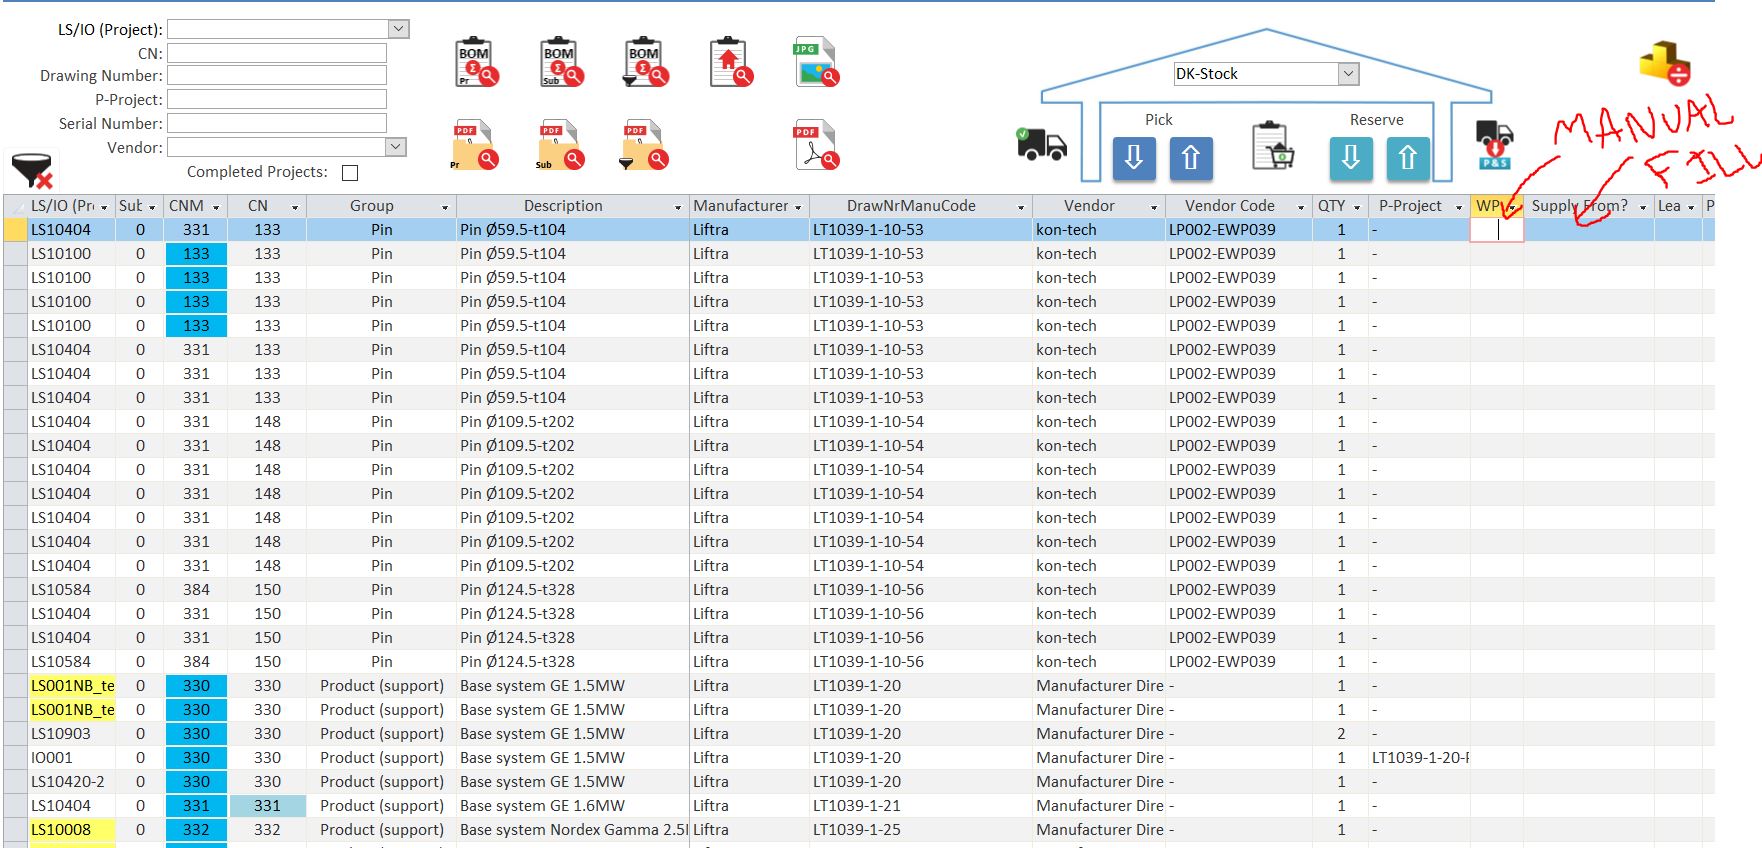 LS/IO (Project):
CN:
Drawing Number:
P-Project:
Serial Number:
Vendor:
Completed Projects:
BOM Σ Pr
BOM Σ Sub
BOM Σ
JPG
PDF Pr
PDF Sub
PDF
PDF
DK-Stock
Pick
Reserve
P&S
MANUAL
FILL
LS/IO (Pr Sub CNM CN Group Description Manufacturer DrawNrManuCode Vendor Vendor Code QTY P-Project WP Supply From? Lea P
LS10404 0 331 133 Pin Pin Ø59.5-t104 Liftra LT1039-1-10-53 kon-tech LP002-EWP039 1 -
LS10100 0 133 133 Pin Pin Ø59.5-t104 Liftra LT1039-1-10-53 kon-tech LP002-EWP039 1 -
LS10100 0 133 133 Pin Pin Ø59.5-t104 Liftra LT1039-1-10-53 kon-tech LP002-EWP039 1 -
LS10100 0 133 133 Pin Pin Ø59.5-t104 Liftra LT1039-1-10-53 kon-tech LP002-EWP039 1 -
LS10100 0 133 133 Pin Pin Ø59.5-t104 Liftra LT1039-1-10-53 kon-tech LP002-EWP039 1 -
LS10404 0 331 133 Pin Pin Ø59.5-t104 Liftra LT1039-1-10-53 kon-tech LP002-EWP039 1 -
LS10404 0 331 133 Pin Pin Ø59.5-t104 Liftra LT1039-1-10-53 kon-tech LP002-EWP039 1 -
LS10404 0 331 133 Pin Pin Ø59.5-t104 Liftra LT1039-1-10-53 kon-tech LP002-EWP039 1 -
LS10404 0 331 148 Pin Pin Ø109.5-t202 Liftra LT1039-1-10-54 kon-tech LP002-EWP039 1 -
LS10404 0 331 148 Pin Pin Ø109.5-t202 Liftra LT1039-1-10-54 kon-tech LP002-EWP039 1 -
LS10404 0 331 148 Pin Pin Ø109.5-t202 Liftra LT1039-1-10-54 kon-tech LP002-EWP039 1 -
LS10404 0 331 148 Pin Pin Ø109.5-t202 Liftra LT1039-1-10-54 kon-tech LP002-EWP039 1 -
LS10404 0 331 148 Pin Pin Ø109.5-t202 Liftra LT1039-1-10-54 kon-tech LP002-EWP039 1 -
LS10404 0 331 148 Pin Pin Ø109.5-t202 Liftra LT1039-1-10-54 kon-tech LP002-EWP039 1 -
LS10404 0 331 148 Pin Pin Ø109.5-t202 Liftra LT1039-1-10-54 kon-tech LP002-EWP039 1 -
LS10584 0 384 150 Pin Pin Ø124.5-t328 Liftra LT1039-1-10-56 kon-tech LP002-EWP039 1 -
LS10404 0 331 150 Pin Pin Ø124.5-t328 Liftra LT1039-1-10-56 kon-tech LP002-EWP039 1 -
LS10404 0 331 150 Pin Pin Ø124.5-t328 Liftra LT1039-1-10-56 kon-tech LP002-EWP039 1 -
LS10584 0 384 150 Pin Pin Ø124.5-t328 Liftra LT1039-1-10-56 kon-tech LP002-EWP039 1 -
LS001NB_te 0 330 330 Product (support) Base system GE 1.5MW Liftra LT1039-1-20 Manufacturer Dire - 1 -
LS001NB_te 0 330 330 Product (support) Base system GE 1.5MW Liftra LT1039-1-20 Manufacturer Dire - 1 -
LS10903 0 330 330 Product (support) Base system GE 1.5MW Liftra LT1039-1-20 Manufacturer Dire - 2 -
IO001 0 330 330 Product (support) Base system GE 1.5MW Liftra LT1039-1-20 Manufacturer Dire - 1 LT1039-1-20-F
LS10420-2 0 330 330 Product (support) Base system GE 1.5MW Liftra LT1039-1-20 Manufacturer Dire - 1 -
LS10404 0 331 331 Product (support) Base system GE 1.6MW Liftra LT1039-1-21 Manufacturer Dire - 1 -
LS10008 0 332 332 Product (support) Base system Nordex Gamma 2.5 Liftra LT1039-1-25 Manufacturer Dire - 1 -